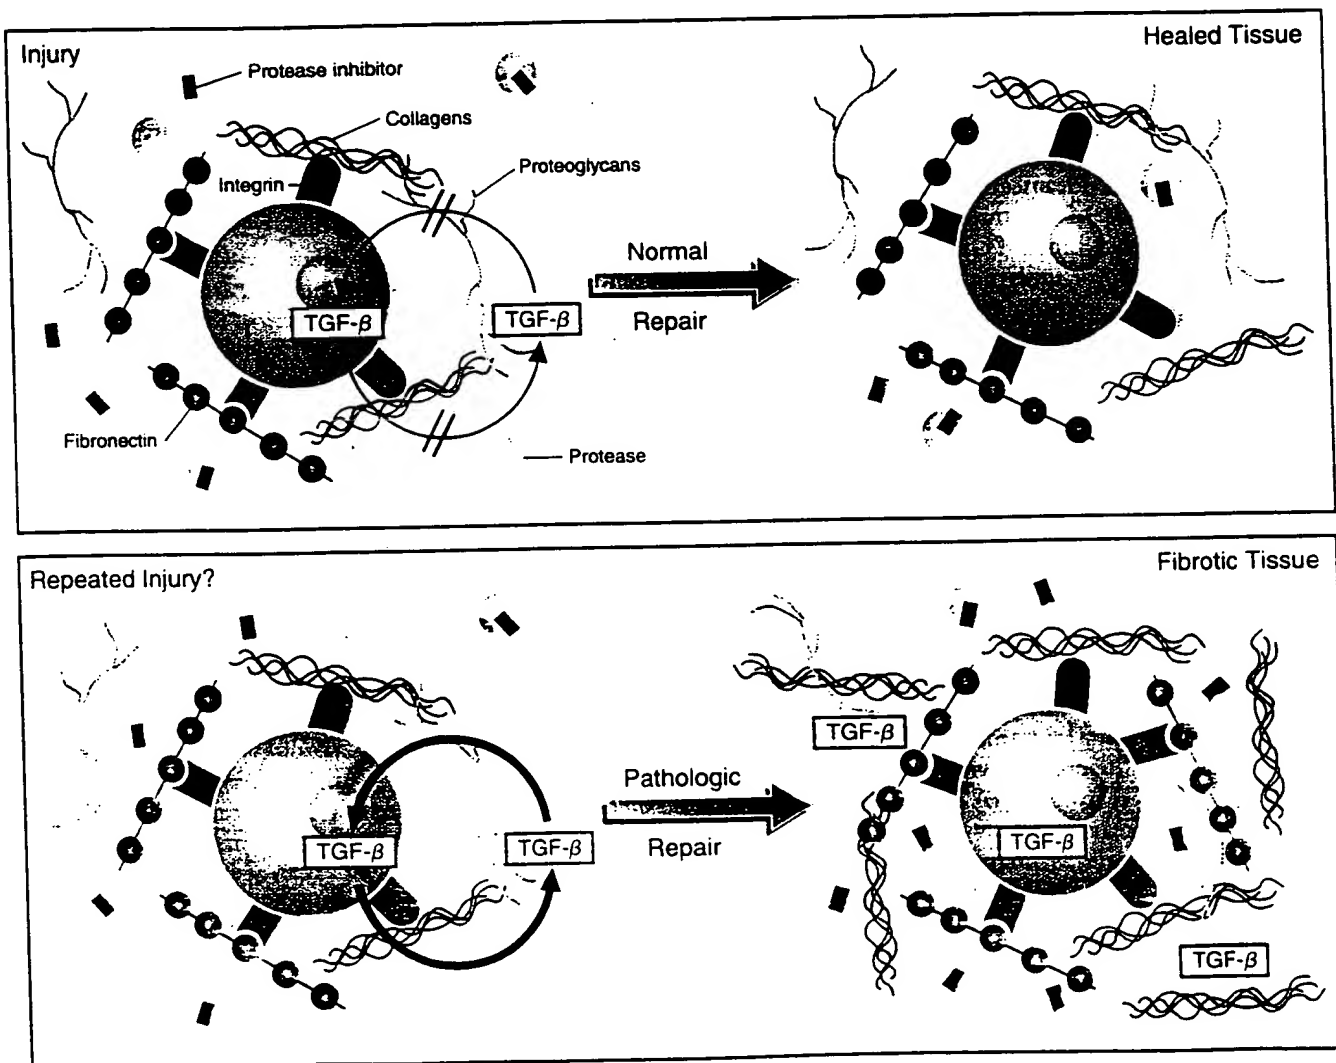 Injury
Healed Tissue
Protease inhibitor
Collagens
Proteoglycans
Integrin
Normal
Repair
TGF-β
TGF-β
Fibronectin
Protease
Repeated Injury?
Fibrotic Tissue
TGF-β
Pathologic
Repair
TGF-β
TGF-β
TGF-β
TGF-β